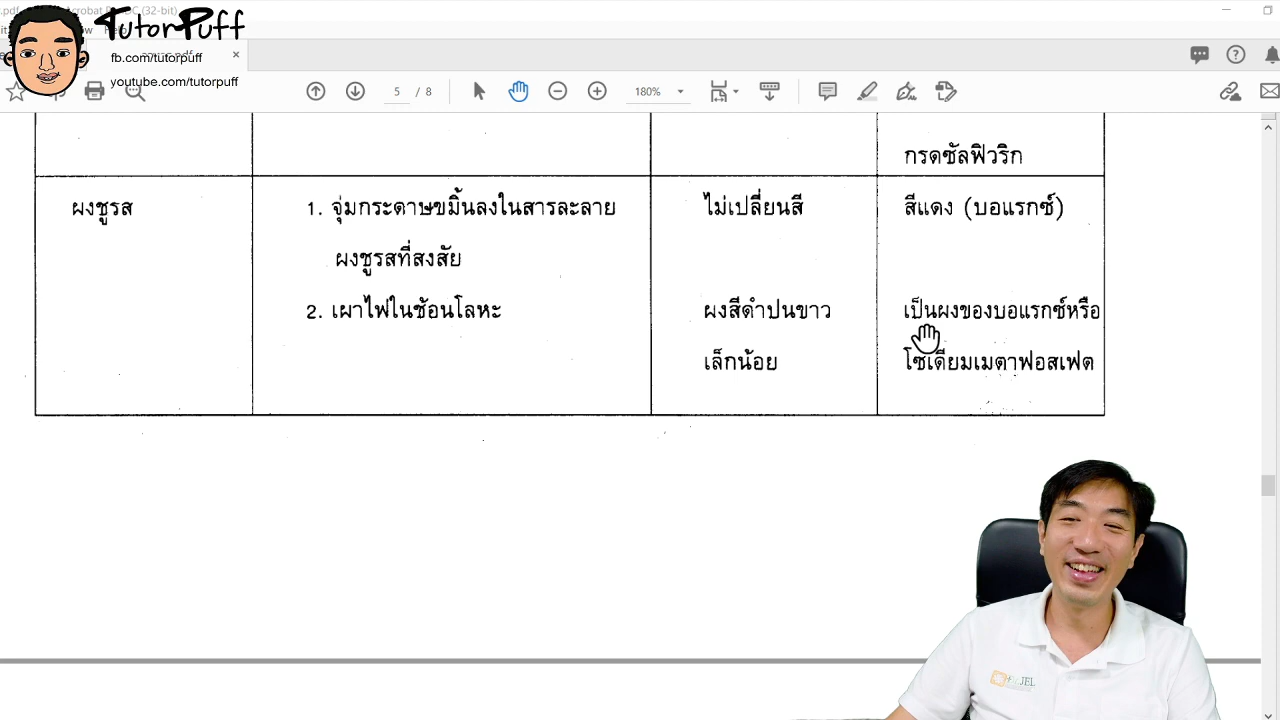 TutorPuff
fb.com/tutorpuff
youtube.com/tutorpuff
5 / 8
180%
กรดซัลฟิวริก
ผงชูรส
1. จุ่มกระดาษขมิ้นลงในสารละลาย
ผงชูรสที่สงสัย
ไม่เปลี่ยนสี
สีแดง (บอแรกซ์)
2. เผาไฟในช้อนโลหะ
ผงสีดำปนขาว
เล็กน้อย
เป็นผงของบอแรกซ์หรือ
โซเดียมเมตาฟอสเฟต